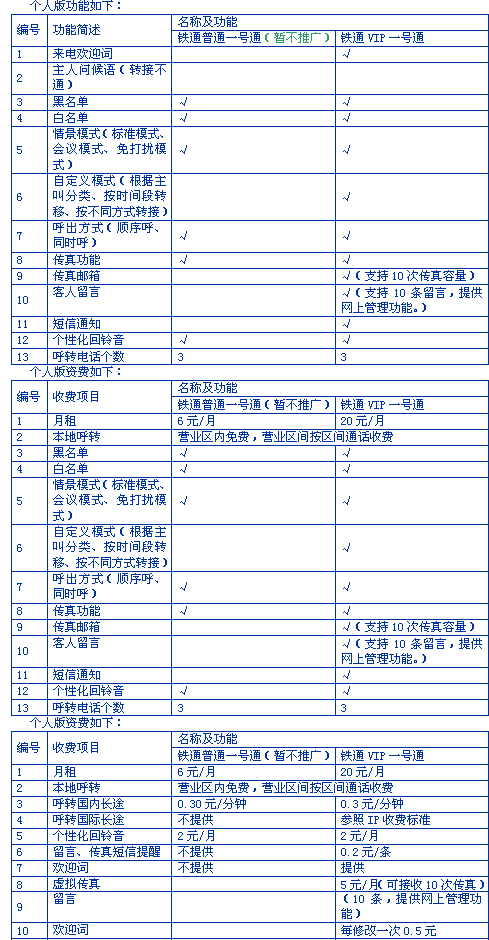 个人版功能如下：
编号 功能简述 名称及功能
铁通普通一号通(暂不推广) 铁通 VIP 一号通
1 来电欢迎词 √
2 主人问候语(转接不
通)
3 黑名单 √ √
4 白名单 √ √
5 情景模式(标准模式、
会议模式、免打扰模 √ √
式)
6 自定义模式(根据主
叫分类、按时间段转 √
移、按不同方式转接)
7 呼出方式(顺序呼、
同时呼) √ √
8 传真功能 √ √
9 传真邮箱 √(支持10次传真容量)
10 客人留言 √(支持 10 条留言,提供
网上管理功能。)
11 短信通知 √
12 个性化回铃音 √ √
13 呼转电话个数 3 3
个人版资费如下：
编号 收费项目 名称及功能
铁通普通一号通(暂不推广) 铁通 VIP 一号通
1 月租 6 元/月 20 元/月
2 本地呼转 营业区内免费,营业区间按区间通话收费
3 黑名单 √ √
4 白名单 √ √
5 情景模式(标准模式、
会议模式、免打扰模 √ √
式)
6 自定义模式(根据主
叫分类、按时间段转 √
移、按不同方式转接)
7 呼出方式(顺序呼、
同时呼) √ √
8 传真功能 √ √
9 传真邮箱 √(支持10次传真容量)
10 客人留言 √(支持 10 条留言,提供
网上管理功能。)
11 短信通知 √
12 个性化回铃音 √ √
13 呼转电话个数 3 3
个人版资费如下：
编号 收费项目 名称及功能
铁通普通一号通(暂不推广) 铁通 VIP 一号通
1 月租 6 元/月 20 元/月
2 本地呼转 营业区内免费,营业区间按区间通话收费
3 呼转国内长途 0.30 元/分钟 0.3 元/分钟
4 呼转国际长途 不提供 参照 IP 收费标准
5 个性化回铃音 2 元/月 2 元/月
6 留言、传真短信提醒 不提供 0.2 元/条
7 欢迎词 不提供 提供
8 虚拟传真 5 元/月(可接收10次传真)
9 留言 (10 条,提供网上管理功
能)
10 欢迎词 每修改一次 0.5 元